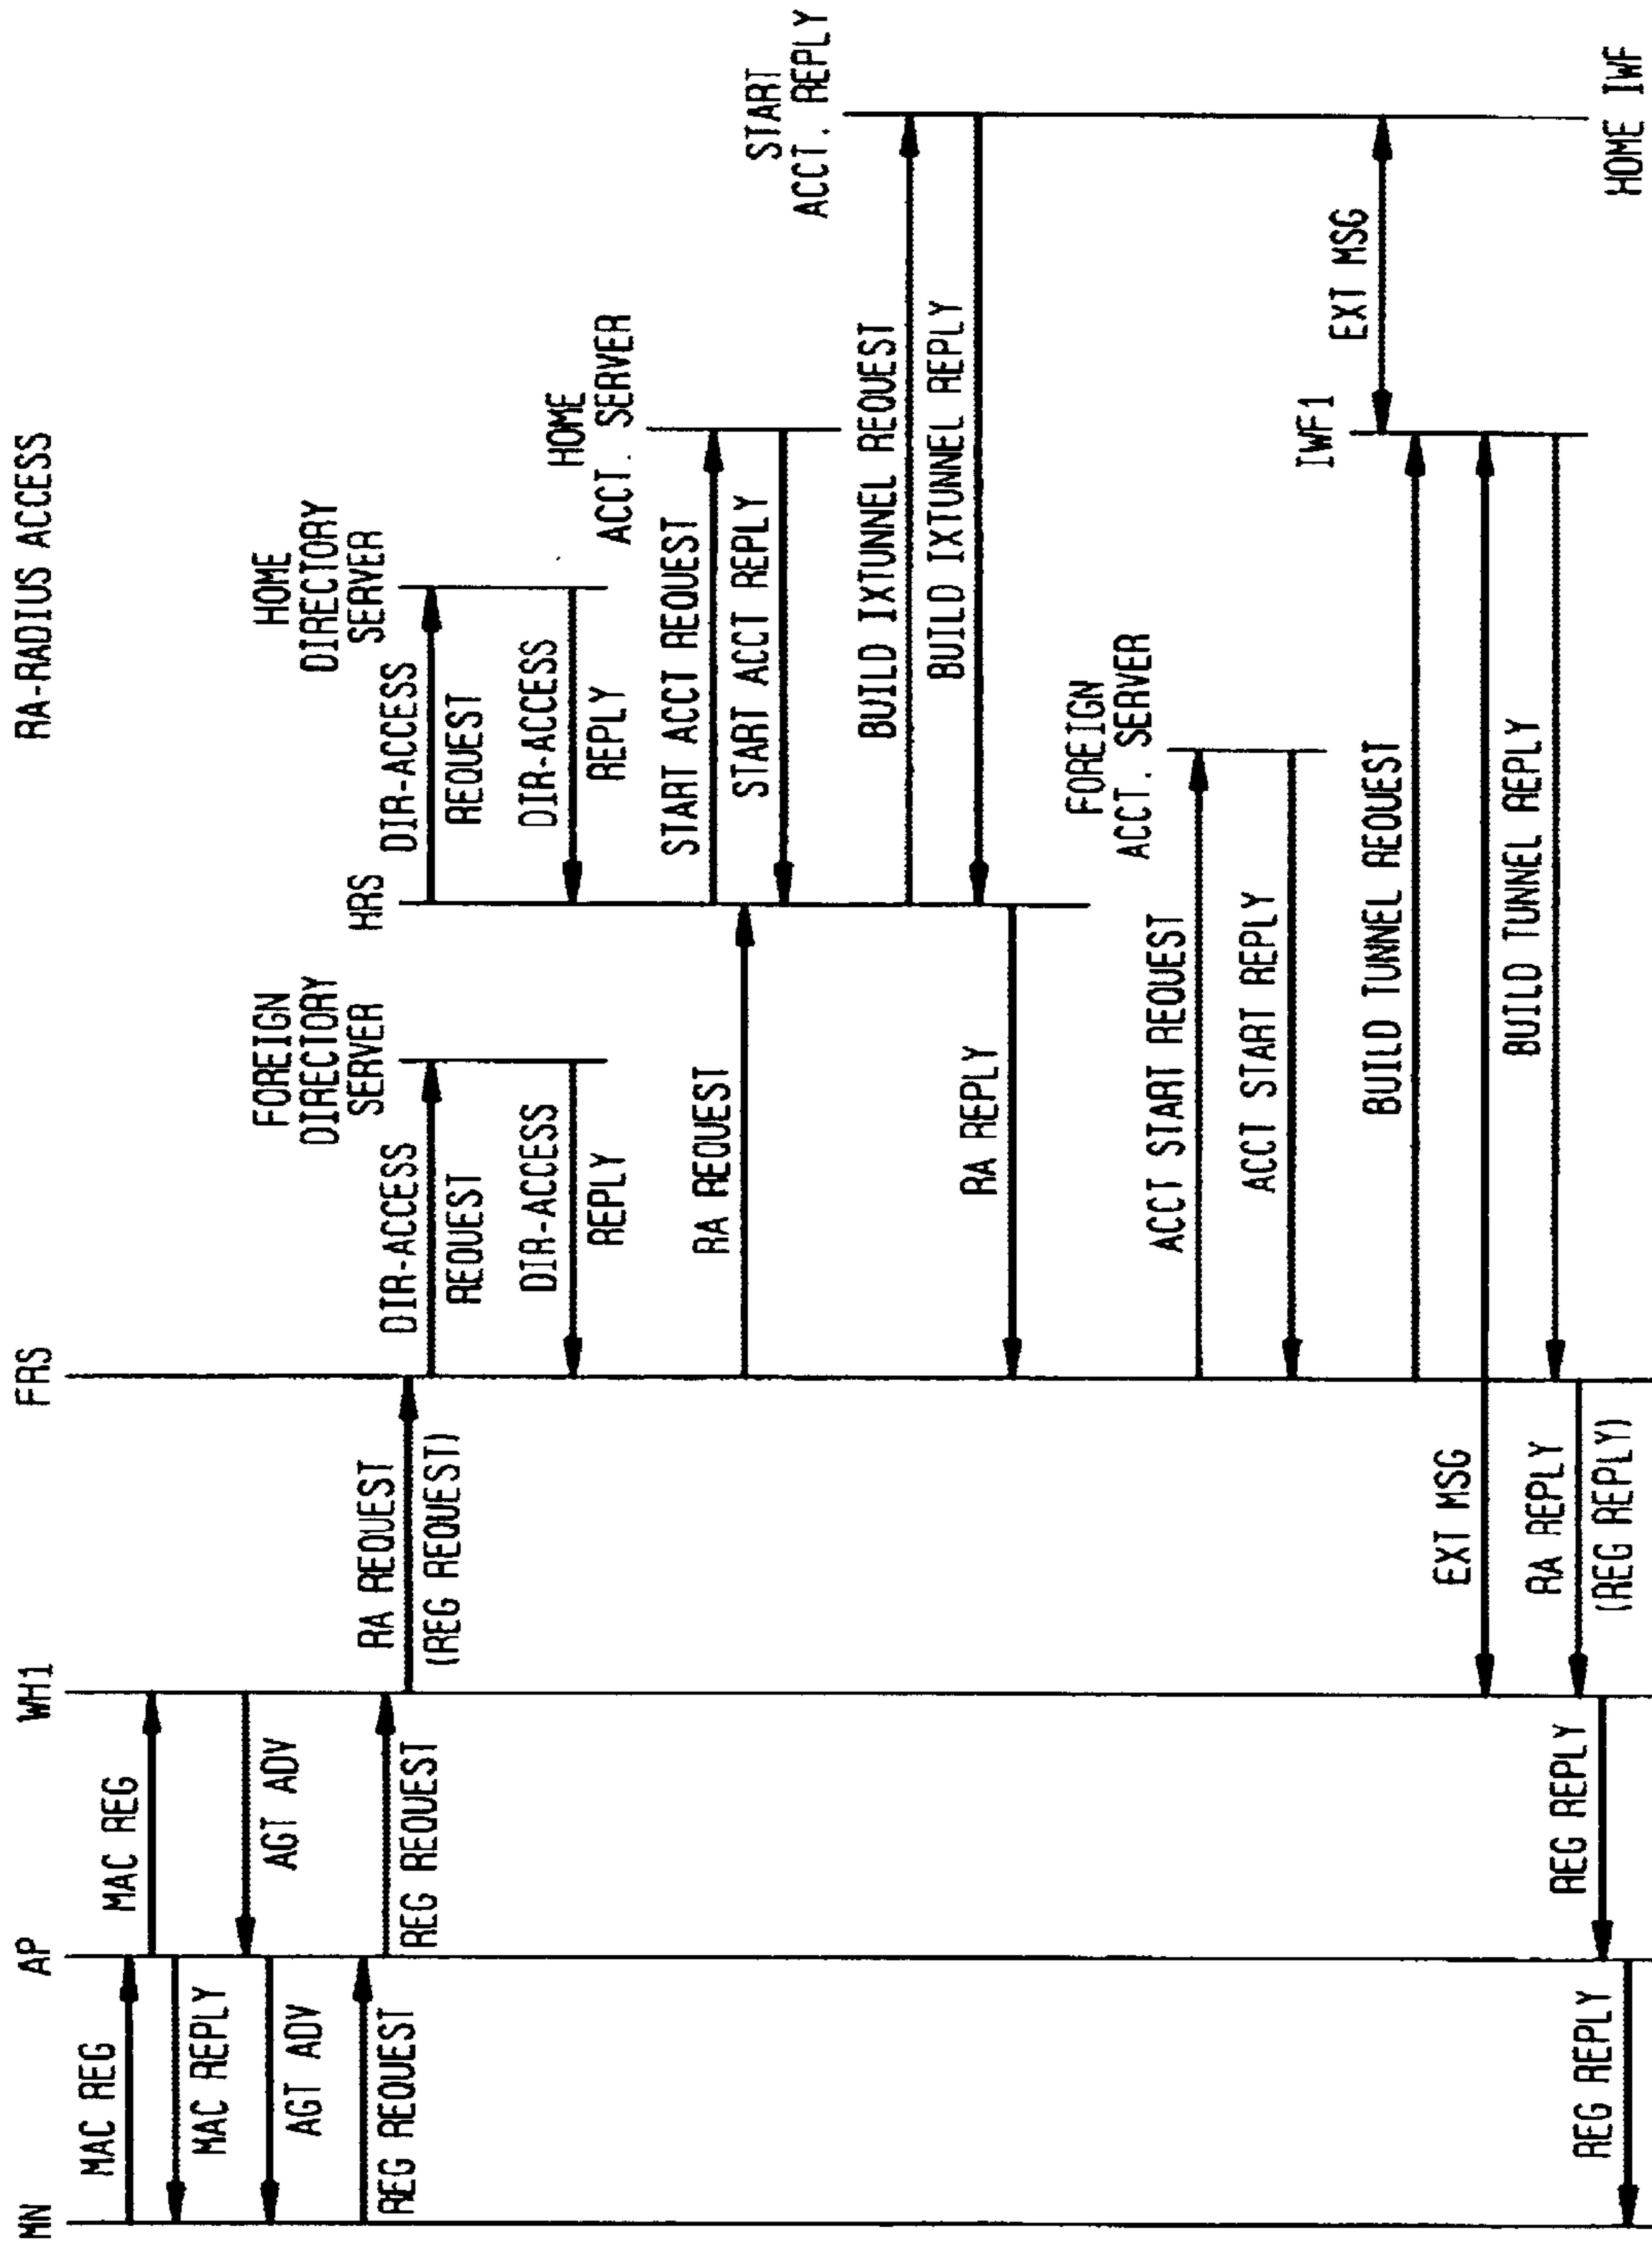 RA-RADIUS ACCESS
MN
AP
WH1
FRS
MAC REG
MAC REG
MAC REPLY
AGT ADV
AGT ADV
REG REQUEST
REG REQUEST
RA REQUEST
(REG REQUEST)
FOREIGN
DIRECTORY
SERVER
DIR-ACCESS
REQUEST
DIR-ACCESS
REPLY
HRS
HOME
DIRECTORY
SERVER
DIR-ACCESS
REQUEST
DIR-ACCESS
REPLY
RA REQUEST
HOME
ACCT. SERVER
START ACCT REQUEST
START ACCT REPLY
START
ACCT. REPLY
BUILD IXTUNNEL REQUEST
BUILD IXTUNNEL REPLY
RA REPLY
FOREIGN
ACCT. SERVER
ACCT START REQUEST
ACCT START REPLY
IWF1
BUILD TUNNEL REQUEST
EXT MSG
EXT MSG
BUILD TUNNEL REPLY
RA REPLY
(REG REPLY)
REG REPLY
REG REPLY
HOME IWF